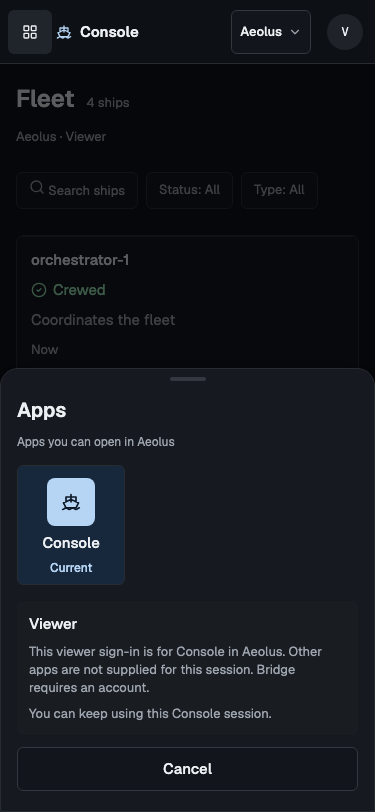 Console
Aeolus
V
Fleet 4 ships
Aeolus · Viewer
Search ships
Status: All
Type: All
orchestrator-1
Crewed
Coordinates the fleet
Now
Apps
Apps you can open in Aeolus
Console
Current
Viewer
This viewer sign-in is for Console in Aeolus. Other
apps are not supplied for this session. Bridge
requires an account.
You can keep using this Console session.
Cancel